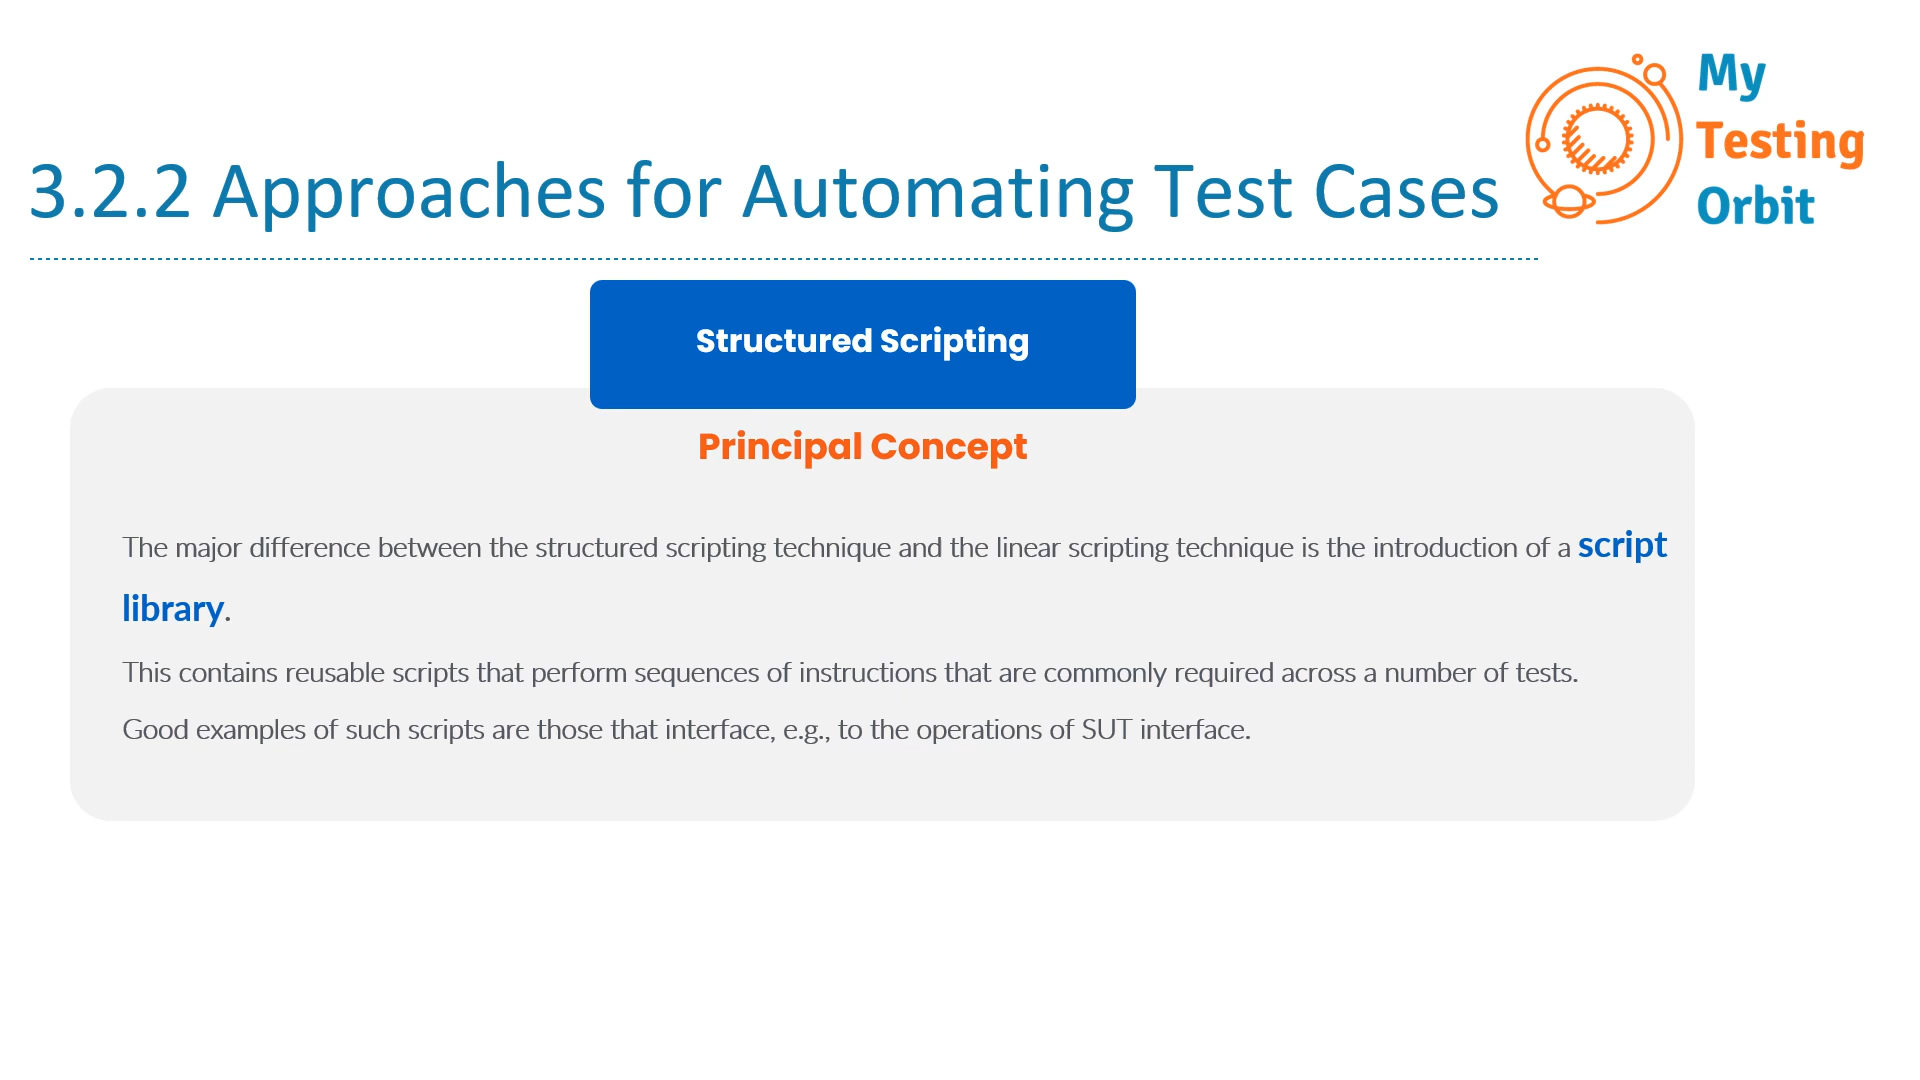 My
Testing
Orbit
3.2.2 Approaches for Automating Test Cases
Structured Scripting
Principal Concept
The major difference between the structured scripting technique and the linear scripting technique is the introduction of a script
library.
This contains reusable scripts that perform sequences of instructions that are commonly required across a number of tests.
Good examples of such scripts are those that interface, e.g., to the operations of SUT interface.